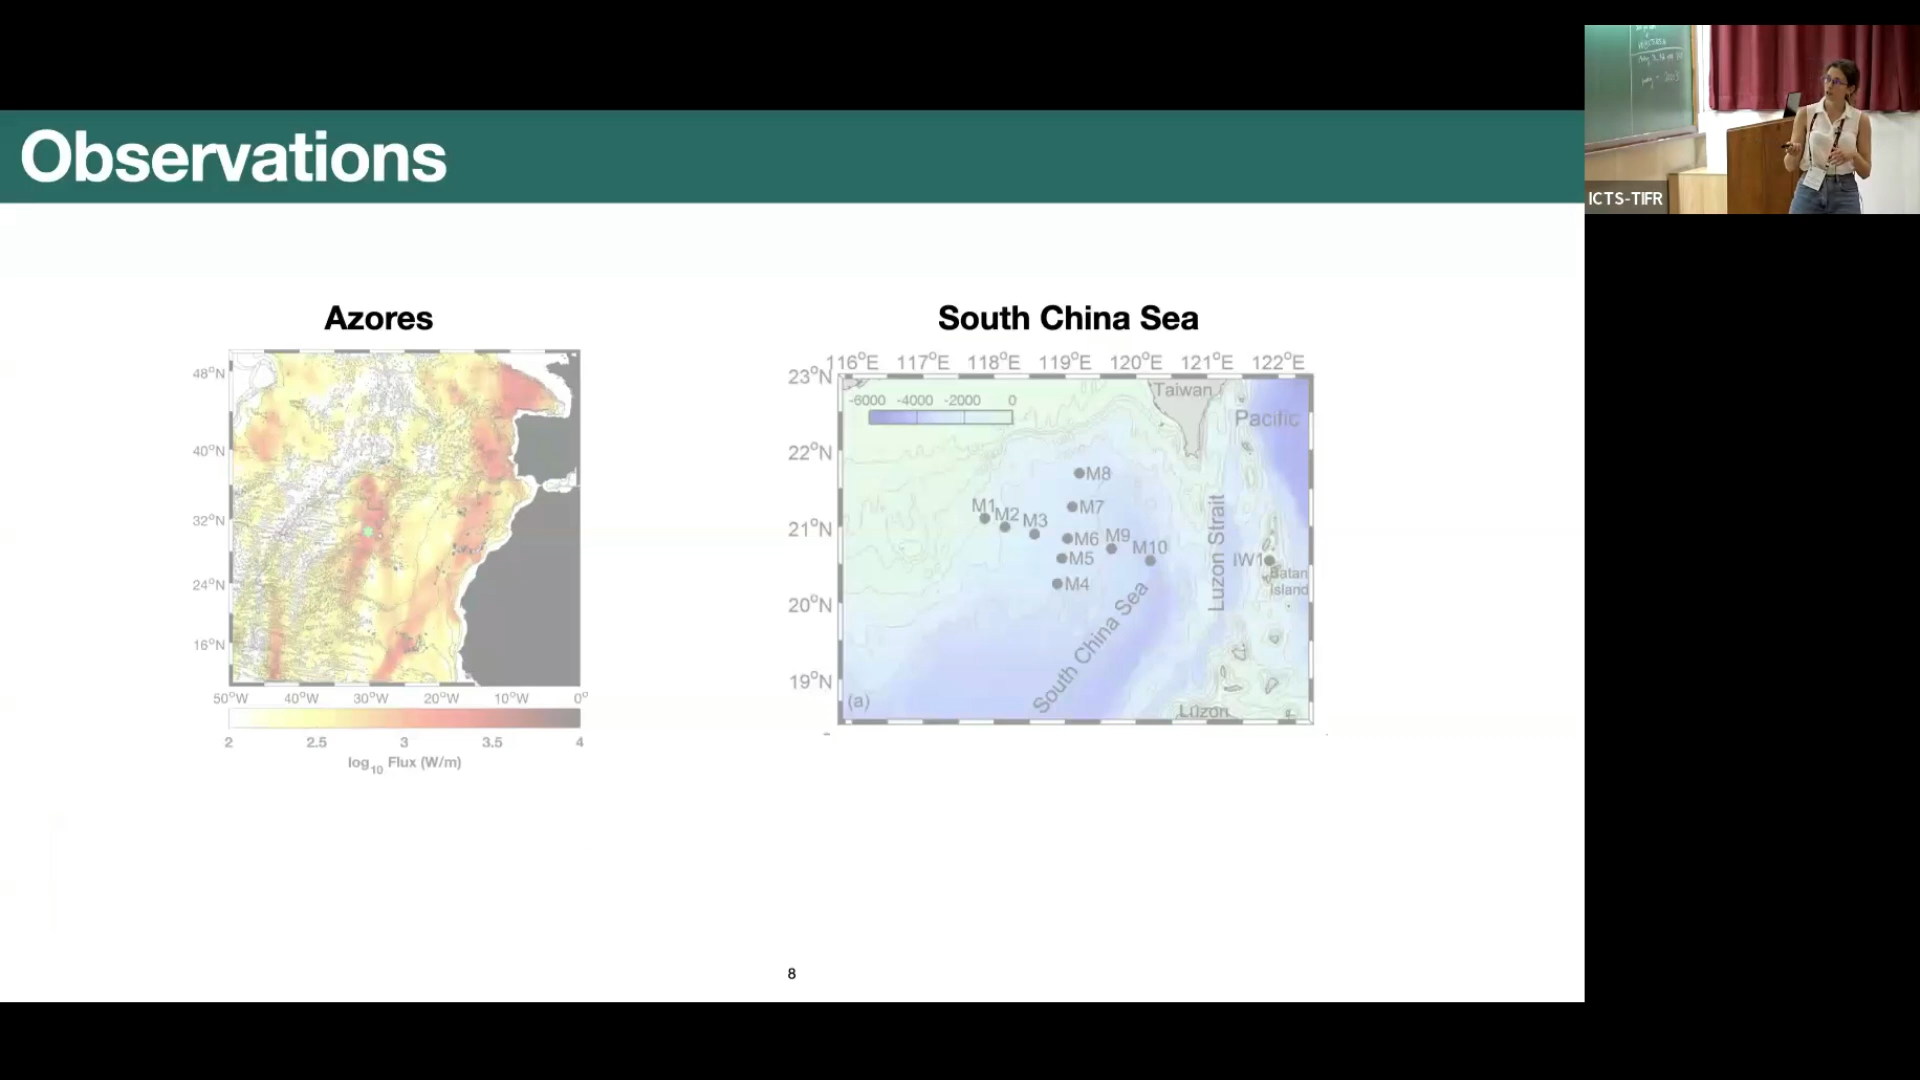 Observations
ICTS-TIFR
Azores
48°N
40°N
32°N
24°N
16°N
50°W 40°W 30°W 20°W 10°W 0°
2 2.5 3 3.5 4
log10 Flux (W/m)
South China Sea
116°E 117°E 118°E 119°E 120°E 121°E 122°E
23°N
22°N
21°N
20°N
19°N
-6000 -4000 -2000 0
Taiwan
Pacific
M8
M1
M2
M3
M7
M6
M9
M10
M5
M4
Luzon Strait
IW1
Batan
Island
South China Sea
(a)
Luzon
8